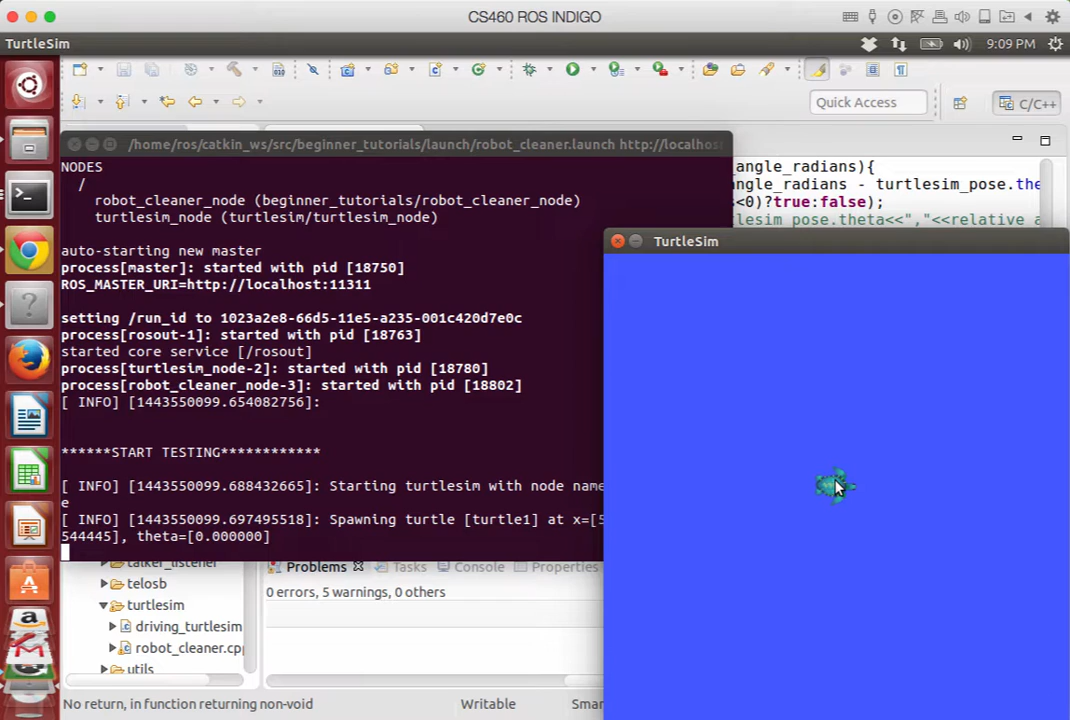 CS460 ROS INDIGO
TurtleSim
9:09 PM
Quick Access
C/C++
/home/ros/catkin_ws/src/beginner_tutorials/launch/robot_cleaner.launch http://localhos
NODES
/
robot_cleaner_node (beginner_tutorials/robot_cleaner_node)
turtlesim_node (turtlesim/turtlesim_node)
auto-starting new master
process[master]: started with pid [18750]
ROS_MASTER_URI=http://localhost:11311
setting /run_id to 1023a2e8-66d5-11e5-a235-001c420d7e0c
process[rosout-1]: started with pid [18763]
started core service [/rosout]
process[turtlesim_node-2]: started with pid [18780]
process[robot_cleaner_node-3]: started with pid [18802]
[ INFO] [1443550099.654082756]:
******START TESTING************
[ INFO] [1443550099.688432665]: Starting turtlesim with node name
e
[ INFO] [1443550099.697495518]: Spawning turtle [turtle1] at x=[5
544445], theta=[0.000000]
_angle_radians){
ngle_radians - turtlesim_pose.the
s<0)?true:false);
tlesim_pose.theta<<","<<relative_a
TurtleSim
talker_listener
telosb
turtlesim
driving_turtlesim
robot_cleaner.cpp
utils
Problems
Tasks
Console
Properties
0 errors, 5 warnings, 0 others
No return, in function returning non-void
Writable
Smar